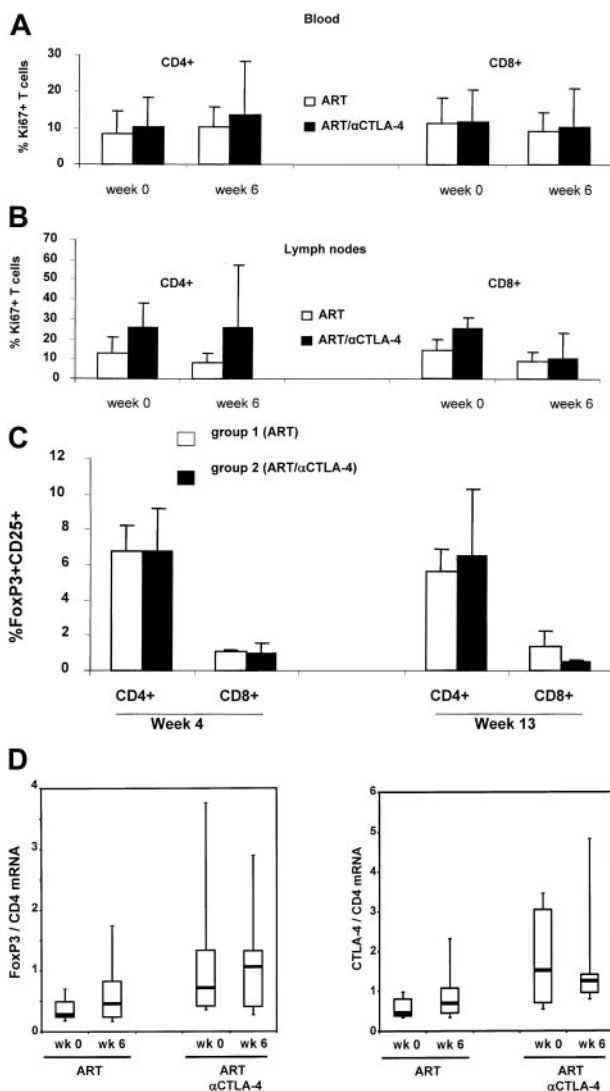 A
Blood
CD4+
CD8+
% Ki67+ T cells
30
20
10
0
ART
ART/αCTLA-4
week 0
week 6
week 0
week 6
B
Lymph nodes
CD4+
CD8+
% Ki67+ T cells
70
60
50
40
30
20
10
0
ART
ART/αCTLA-4
week 0
week 6
week 0
week 6
C
group 1 (ART)
group 2 (ART/αCTLA-4)
%FoxP3+CD25+
12
10
8
6
4
2
0
CD4+
CD8+
CD4+
CD8+
Week 4
Week 13
D
FoxP3 / CD4 mRNA
4
3
2
1
0
wk 0
wk 6
wk 0
wk 6
ART
ART
αCTLA-4
CTLA-4 / CD4 mRNA
6
5
4
3
2
1
0
wk 0
wk 6
wk 0
wk 6
ART
ART
αCTLA-4